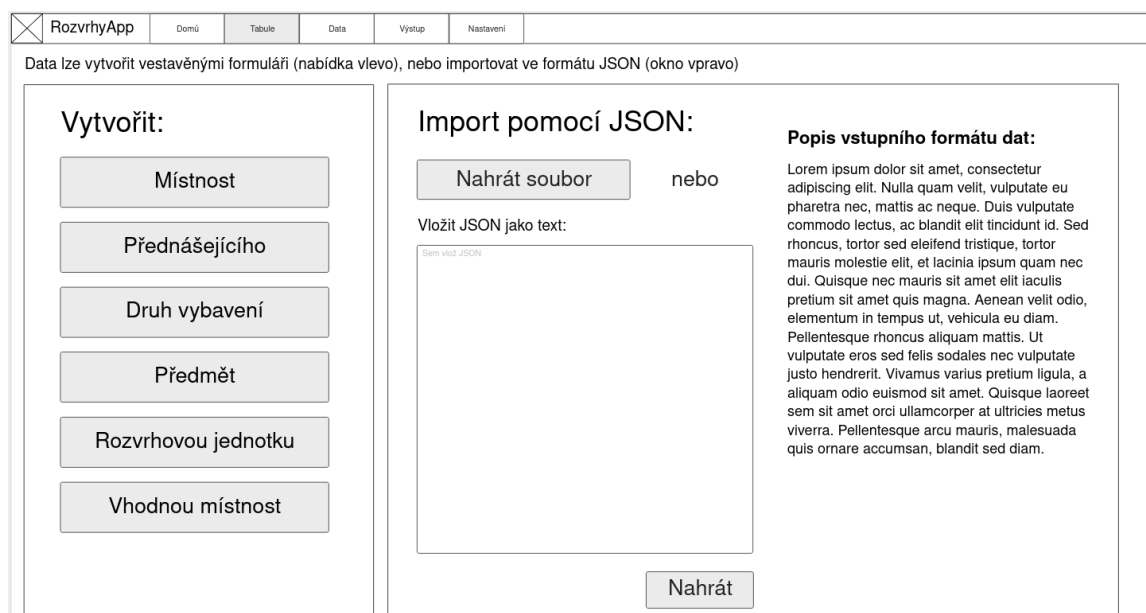 RozvrhyApp Domů Tabule Data Výstup Nastavení
Data lze vytvořit vestavěnými formuláři (nabídka vlevo), nebo importovat ve formátu JSON (okno vpravo)
Vytvořit:
Místnost
Přednášejícího
Druh vybavení
Předmět
Rozvrhovou jednotku
Vhodnou místnost
Import pomocí JSON:
Nahrát soubor nebo
Vložit JSON jako text:
Sem vlož JSON
Nahrát
Popis vstupního formátu dat:
Lorem ipsum dolor sit amet, consectetur
adipiscing elit. Nulla quam velit, vulputate eu
pharetra nec, mattis ac neque. Duis vulputate
commodo lectus, ac blandit elit tincidunt id. Sed
rhoncus, tortor sed eleifend tristique, tortor
mauris molestie elit, et lacinia ipsum quam nec
dui. Quisque nec mauris sit amet elit iaculis
pretium sit amet quis magna. Aenean velit odio,
elementum in tempus ut, vehicula eu diam.
Pellentesque rhoncus aliquam mattis. Ut
vulputate eros sed felis sodales nec vulputate
justo hendrerit. Vivamus varius pretium ligula, a
aliquam odio euismod sit amet. Quisque laoreet
sem sit amet orci ullamcorper at ultricies metus
viverra. Pellentesque arcu mauris, malesuada
quis ornare accumsan, blandit sed diam.